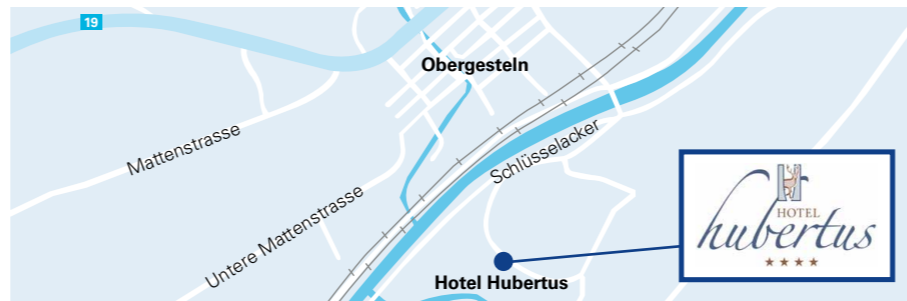 19
Obergesteln
Mattenstrasse
Schlüsselacker
Untere Mattenstrasse
Hotel Hubertus
H
HOTEL
hubertus
★★★★